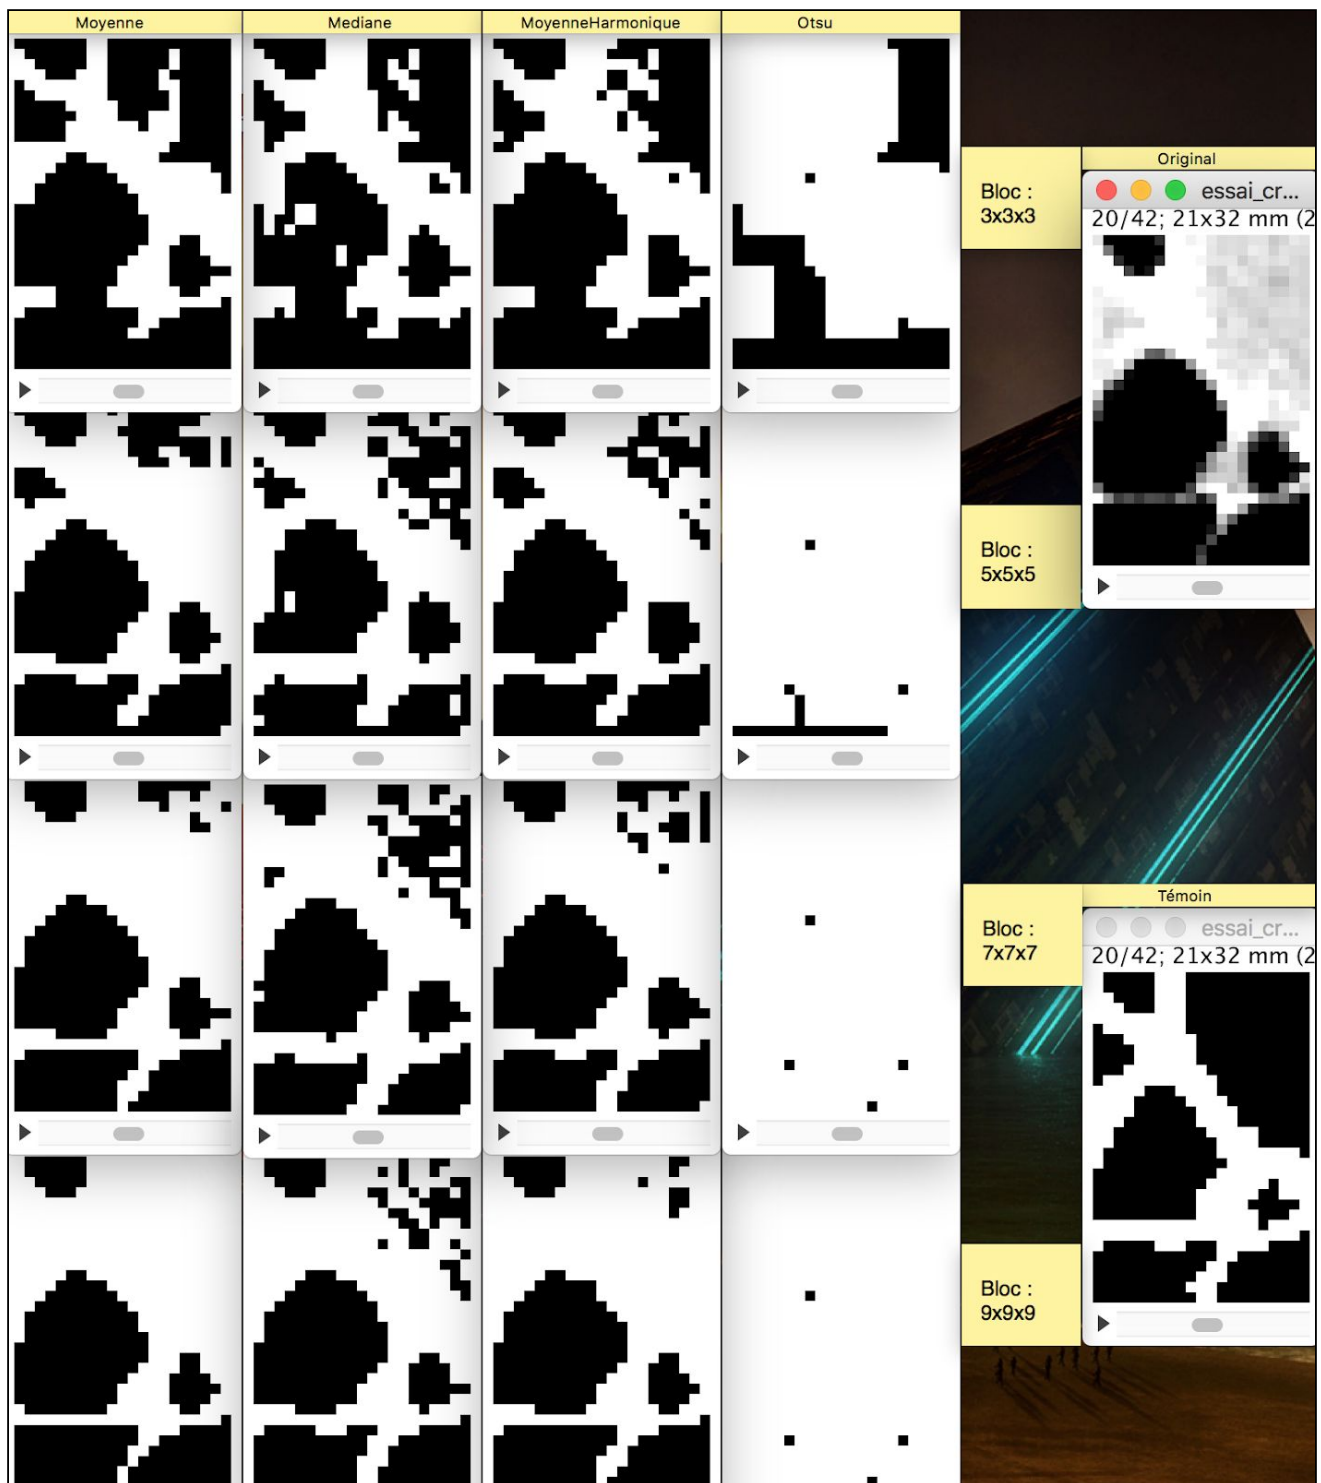 Moyenne
Mediane
MoyenneHarmonique
Otsu
Bloc :
3x3x3
Original
essai_cr...
20/42; 21x32 mm (2
Bloc :
5x5x5
Bloc :
7x7x7
Témoin
essai_cr...
20/42; 21x32 mm (2
Bloc :
9x9x9